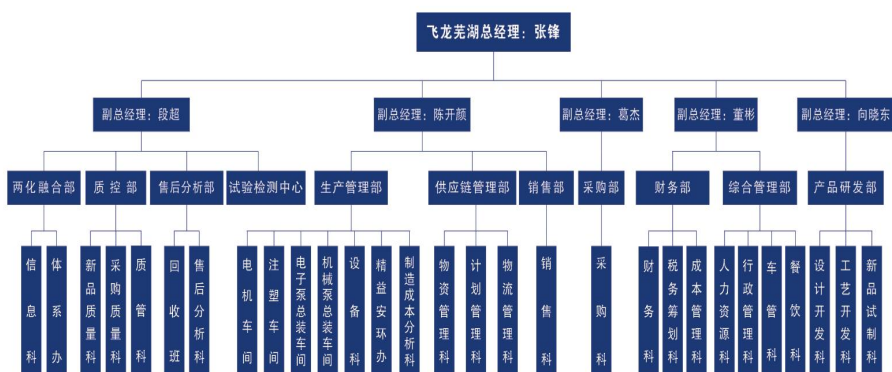 飞龙芜湖总经理：张锋
副总经理：段超
副总经理：陈开颜
副总经理：葛杰
副总经理：董彬
副总经理：向晓东
两化融合部
质控部
售后分析部
试验检测中心
生产管理部
供应链管理部
销售部
采购部
财务部
综合管理部
产品研发部
信息科
体系办
新品质量科
采购质量科
质管科
回收班
售后分析科
电机车间
注塑车间
电子泵总装车间
机械泵总装车间
设备科
精益安环办
制造成本分析科
物资管理科
计划管理科
物流管理科
销售科
采购科
财务科
税务筹划科
成本管理科
人力资源科
行政管理科
车管科
餐饮科
设计开发科
工艺开发科
新品试制科